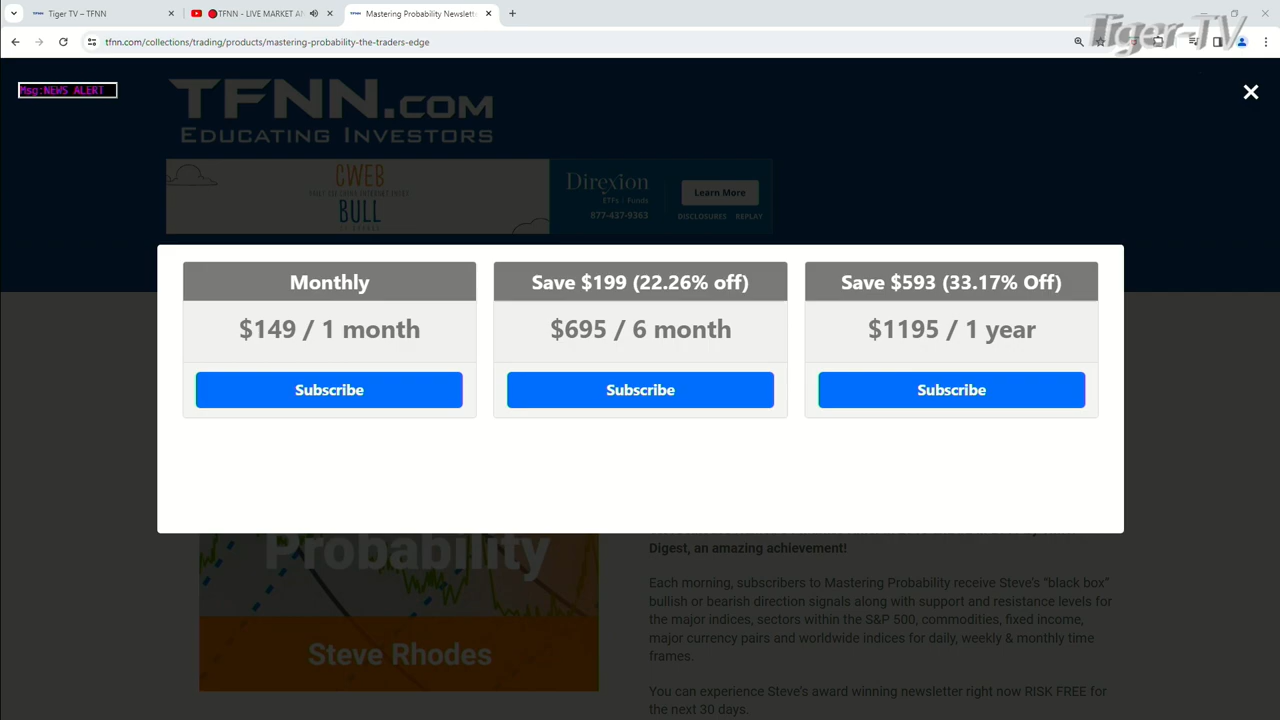 Tiger TV – TFNN
TFNN - LIVE MARKET AN
Mastering Probability Newslett
Tiger-TV
tfnn.com/collections/trading/products/mastering-probability-the-traders-edge
Msg:NEWS ALERT
TFNN.COM
EDUCATING INVESTORS
CWEB
BULL
Direxion
ETFs / Funds
877-437-9363
Learn More
DISCLOSURES REPLAY
Monthly
$149 / 1 month
Subscribe
Save $199 (22.26% off)
$695 / 6 month
Subscribe
Save $593 (33.17% Off)
$1195 / 1 year
Subscribe
Probability
Steve Rhodes
Digest, an amazing achievement!
Each morning, subscribers to Mastering Probability receive Steve's "black box"
bullish or bearish direction signals along with support and resistance levels for
the major indices, sectors within the S&P 500, commodities, fixed income,
major currency pairs and worldwide indices for daily, weekly & monthly time
frames.
You can experience Steve's award winning newsletter right now RISK FREE for
the next 30 days.